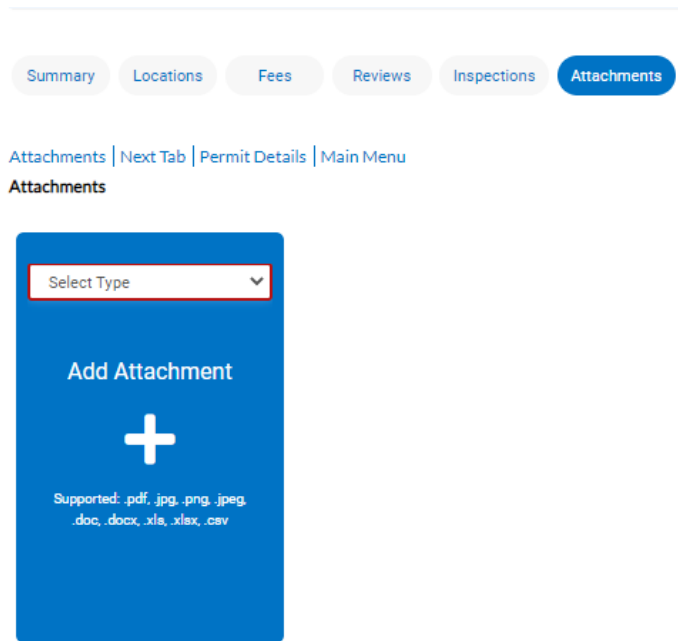 Summary Locations Fees Reviews Inspections Attachments
Attachments | Next Tab | Permit Details | Main Menu
Attachments
Select Type
Add Attachment
Supported: .pdf, .jpg, .png, .jpeg,
.doc, .docx, .xls, .xlsx, .csv